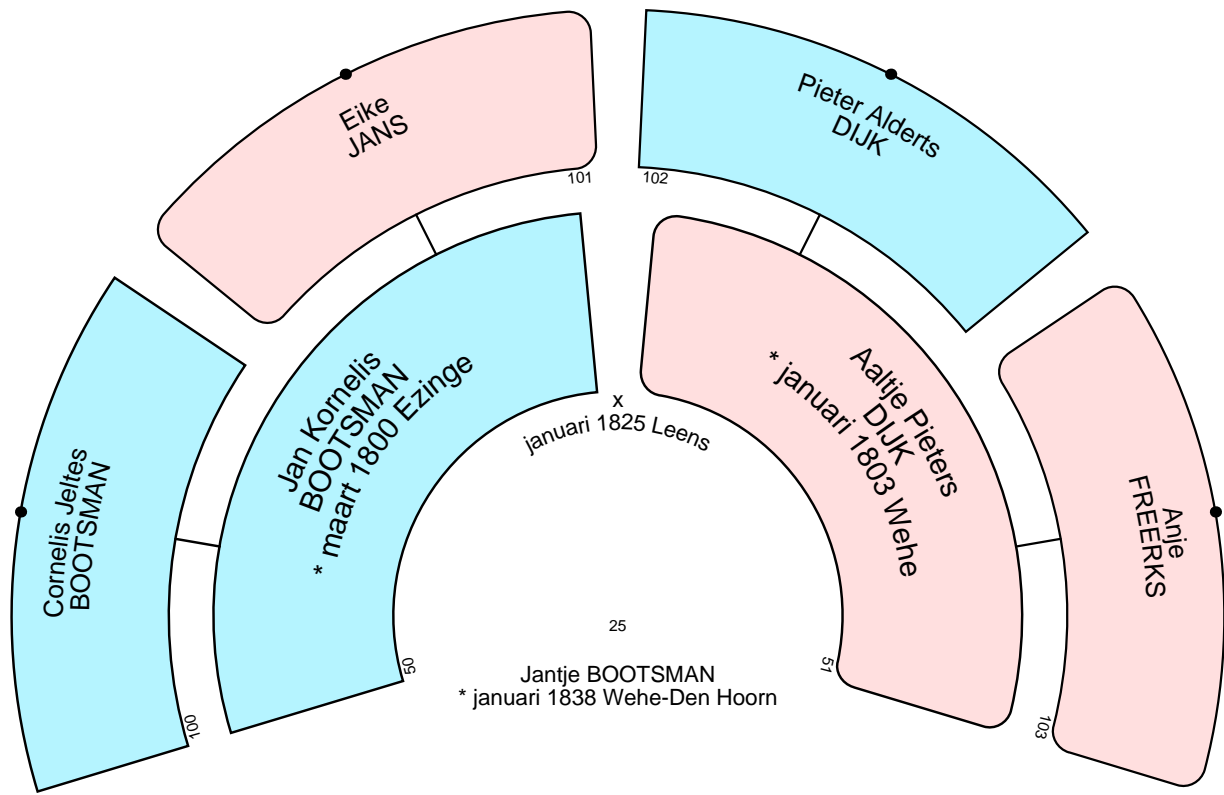 Eike
JANS
101
Pieter Alderts
DIJK
102
Cornelis Jeltes
BOOTSMAN
100
Jan Kornelis
BOOTSMAN
* maart 1800 Ezinge
50
x
januari 1825 Leens
Aaltje Pieters
DIJK
* januari 1803 Wehe
51
Anje
FREERKS
103
25
Jantje BOOTSMAN
* januari 1838 Wehe-Den Hoorn